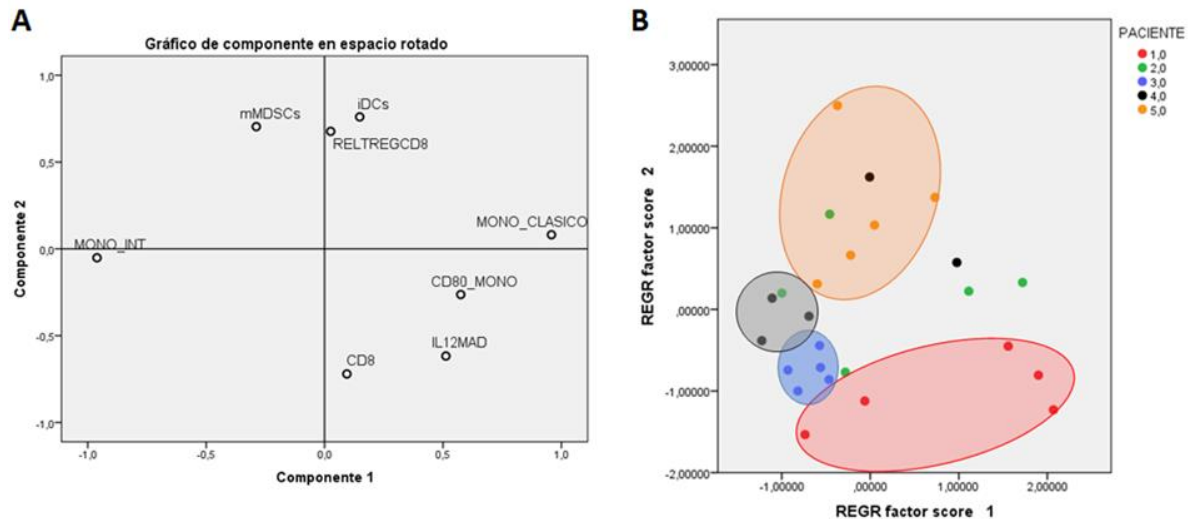 A
Gráfico de componente en espacio rotado
Componente 2
1,0
0,5
0,0
-0,5
-1,0
mMDSCs
iDCs
RELTREGCD8
MONO_CLASICO
MONO_INT
CD80_MONO
IL12MAD
CD8
-1,0
-0,5
0,0
0,5
1,0
Componente 1
B
REGR factor score 2
3,00000
2,00000
1,00000
,00000
-1,00000
-2,00000
-1,00000
,00000
1,00000
2,00000
REGR factor score 1
PACIENTE
1,0
2,0
3,0
4,0
5,0